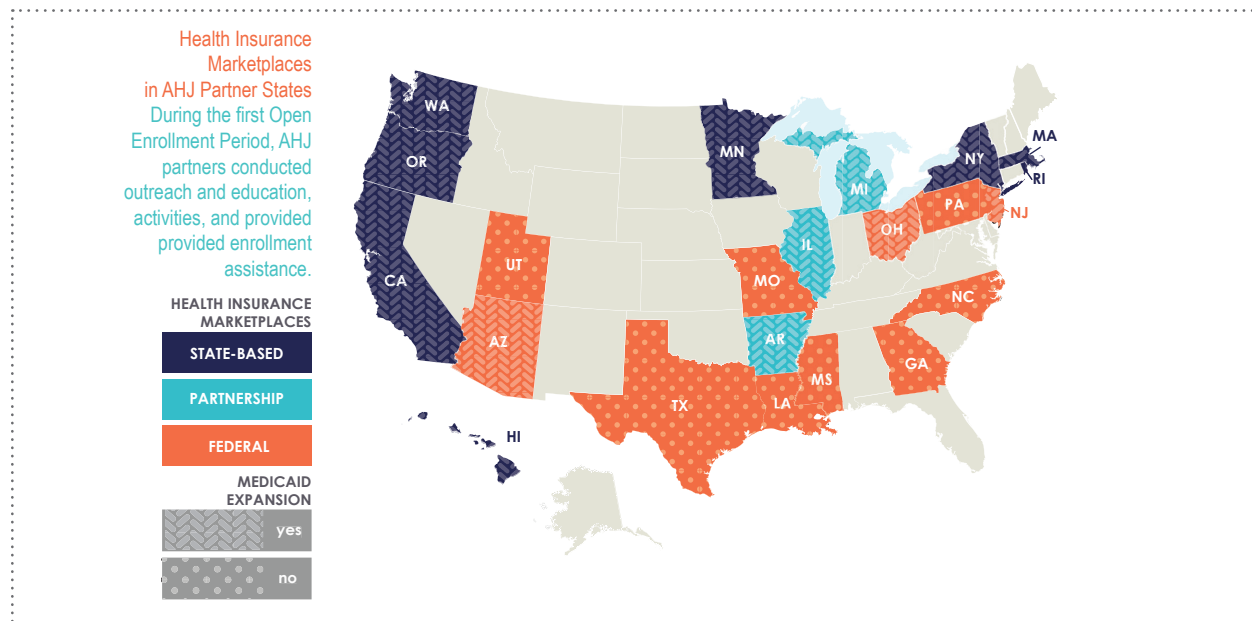 Health Insurance
Marketplaces
in AHJ Partner States
During the first Open
Enrollment Period, AHJ
partners conducted
outreach and education,
activities, and provided
provided enrollment
assistance.
HEALTH INSURANCE
MARKETPLACES
STATE-BASED
PARTNERSHIP
FEDERAL
MEDICAID
EXPANSION
yes
no
WA
OR
CA
UT
AZ
HI
MN
MO
AR
TX
LA
MS
IL
MI
OH
GA
NC
PA
NJ
NY
MA
RI